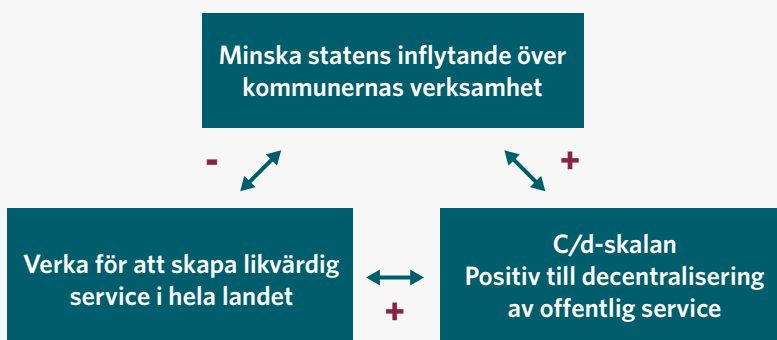 Minska statens inflytande över
kommunernas verksamhet
-
+
Verka för att skapa likvärdig
service i hela landet
+
C/d-skalan
Positiv till decentralisering
av offentlig service